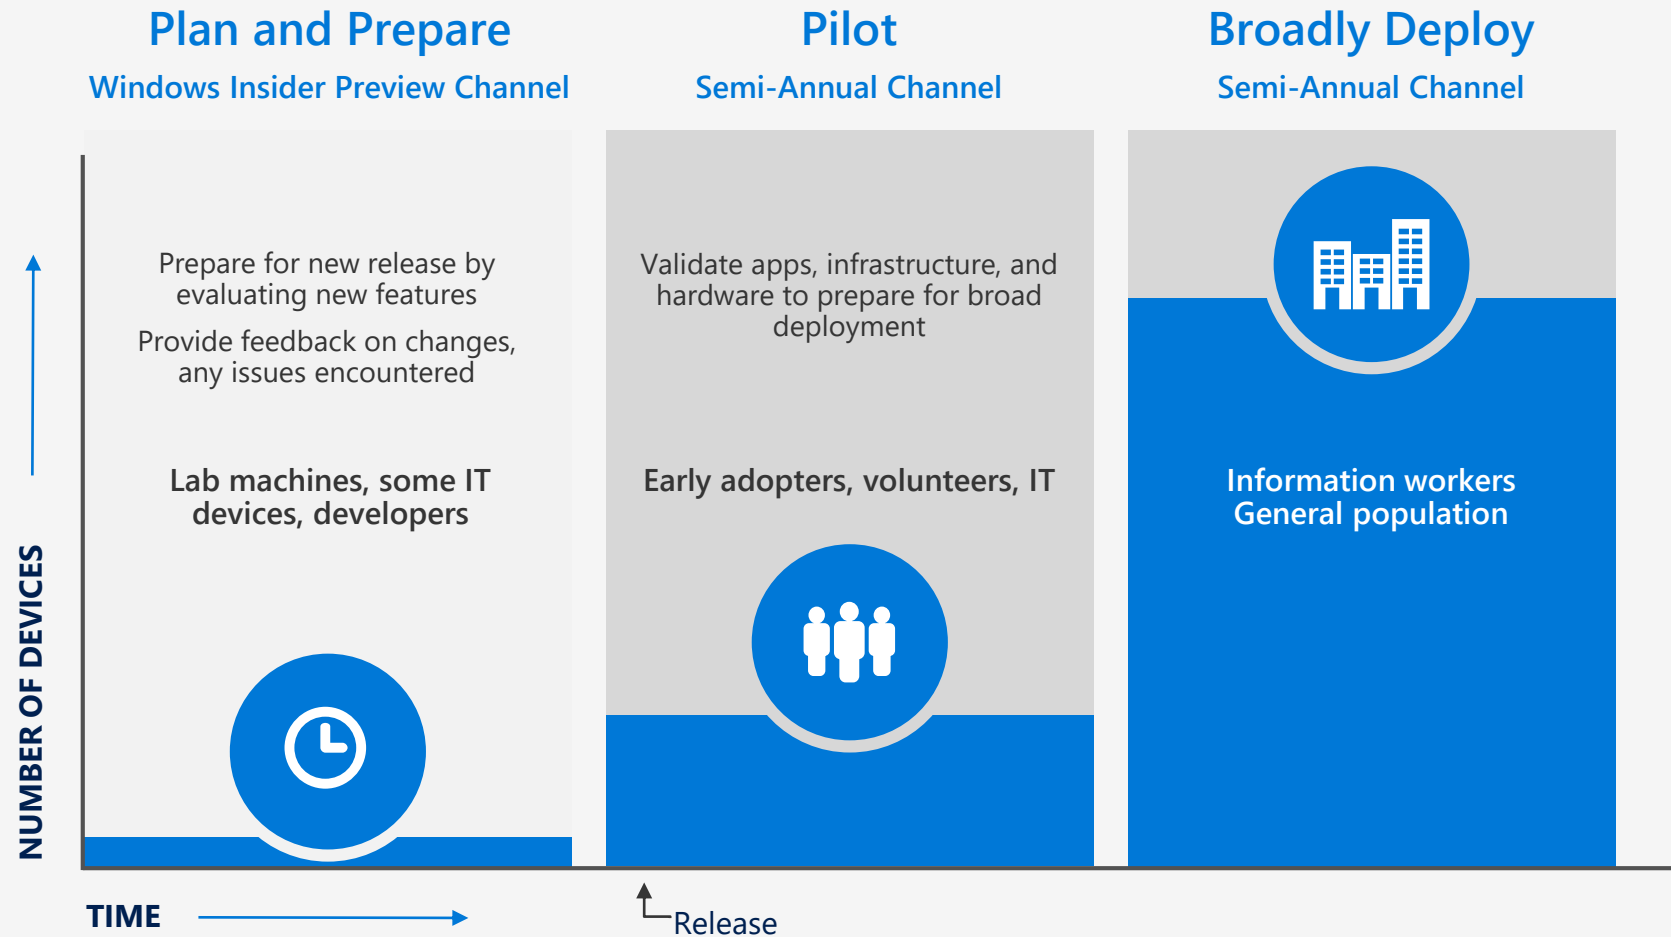 Plan and Prepare
Windows Insider Preview Channel
Prepare for new release by
evaluating new features
Provide feedback on changes,
any issues encountered
Lab machines, some IT
devices, developers
Pilot
Semi-Annual Channel
Validate apps, infrastructure, and
hardware to prepare for broad
deployment
Early adopters, volunteers, IT
Broadly Deploy
Semi-Annual Channel
Information workers
General population
NUMBER OF DEVICES
TIME
Release